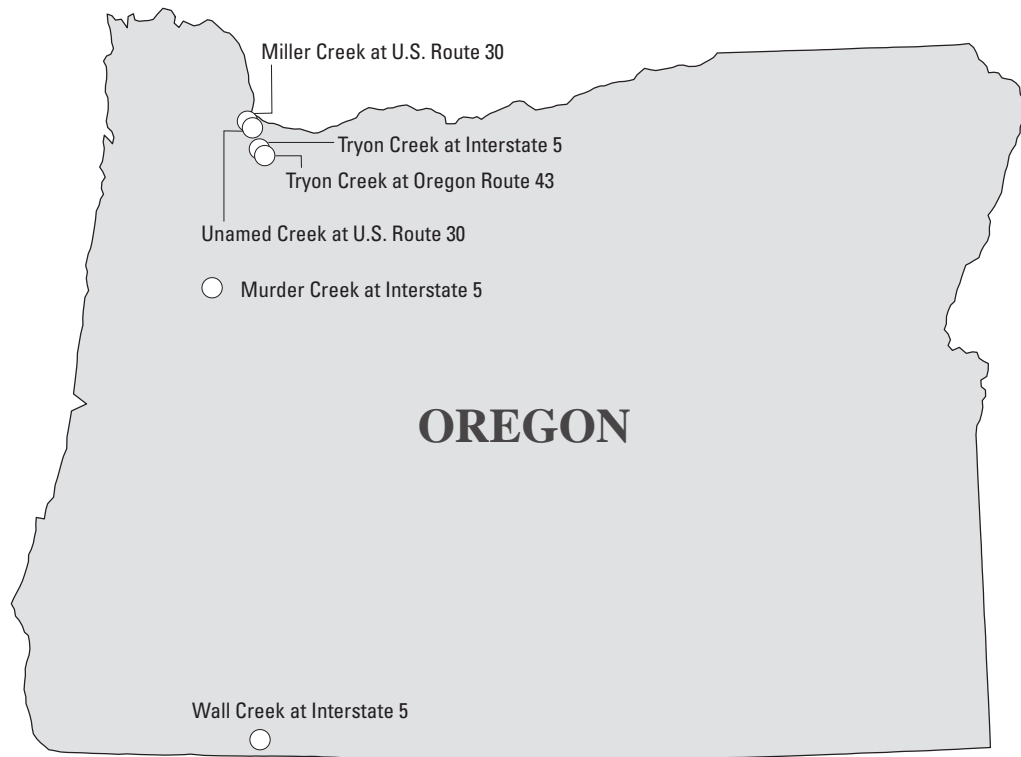 Miller Creek at U.S. Route 30
Tryon Creek at Interstate 5
Tryon Creek at Oregon Route 43
Unamed Creek at U.S. Route 30
Murder Creek at Interstate 5
OREGON
Wall Creek at Interstate 5